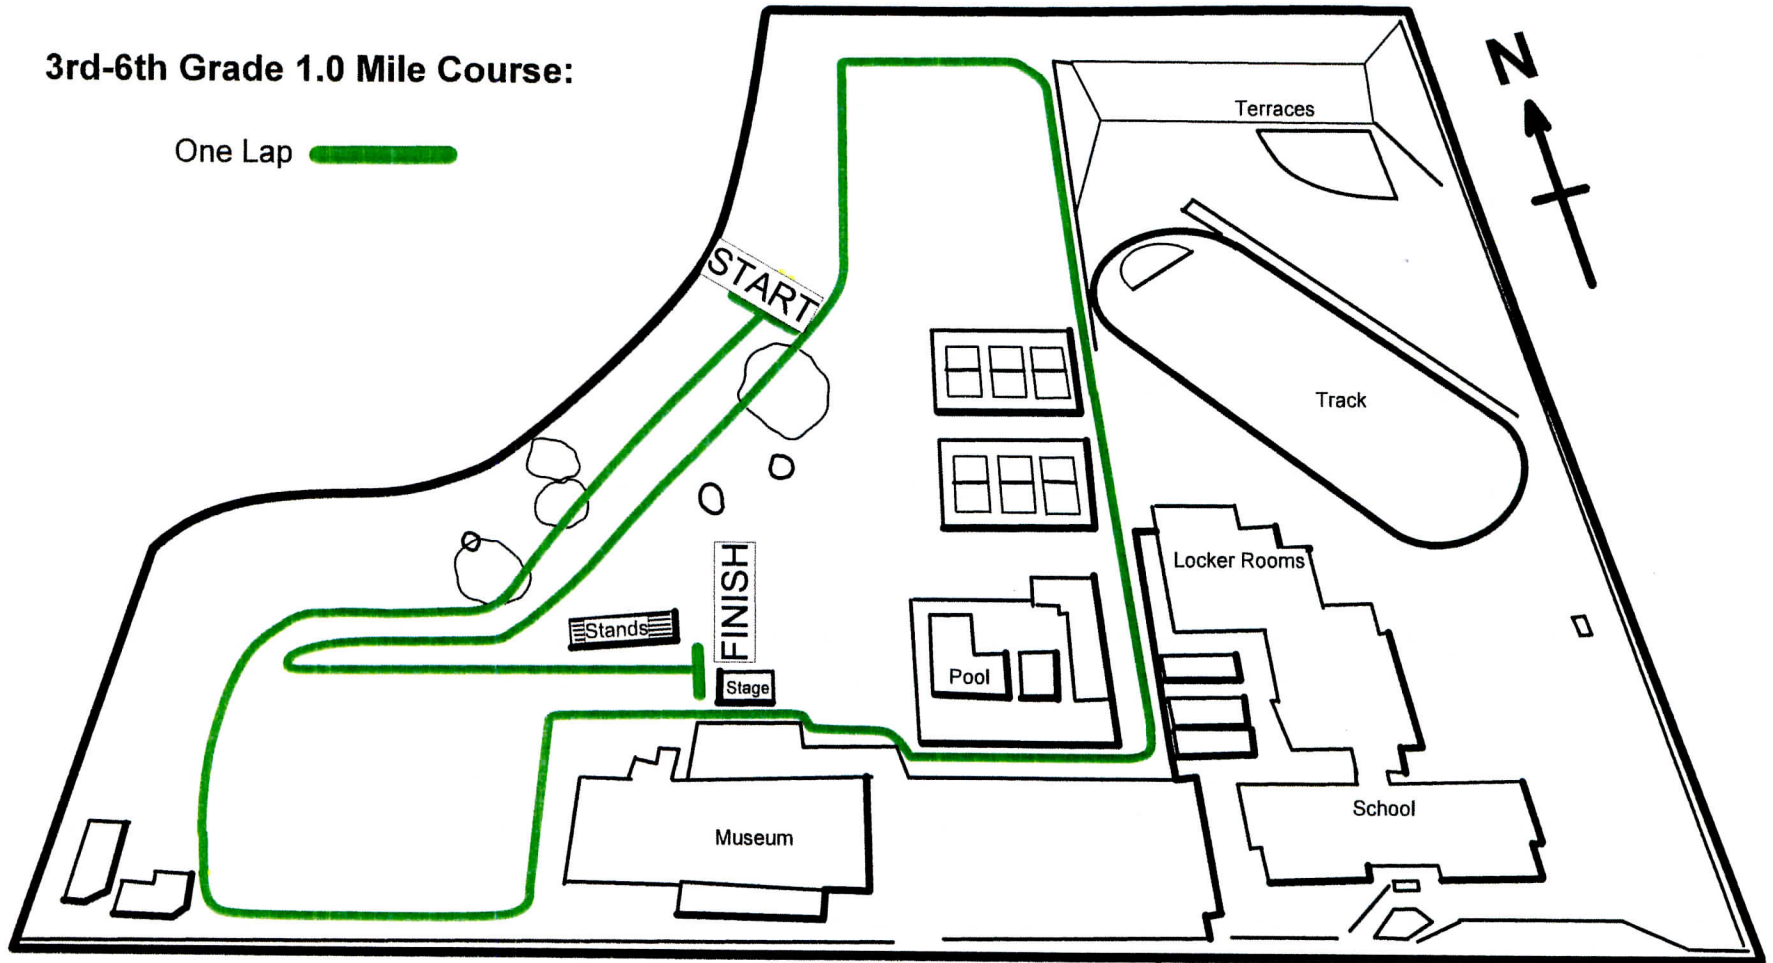 3rd-6th Grade 1.0 Mile Course:
One Lap
N
Terraces
START
Track
Locker Rooms
FINISH
Stands
Pool
Stage
School
Museum